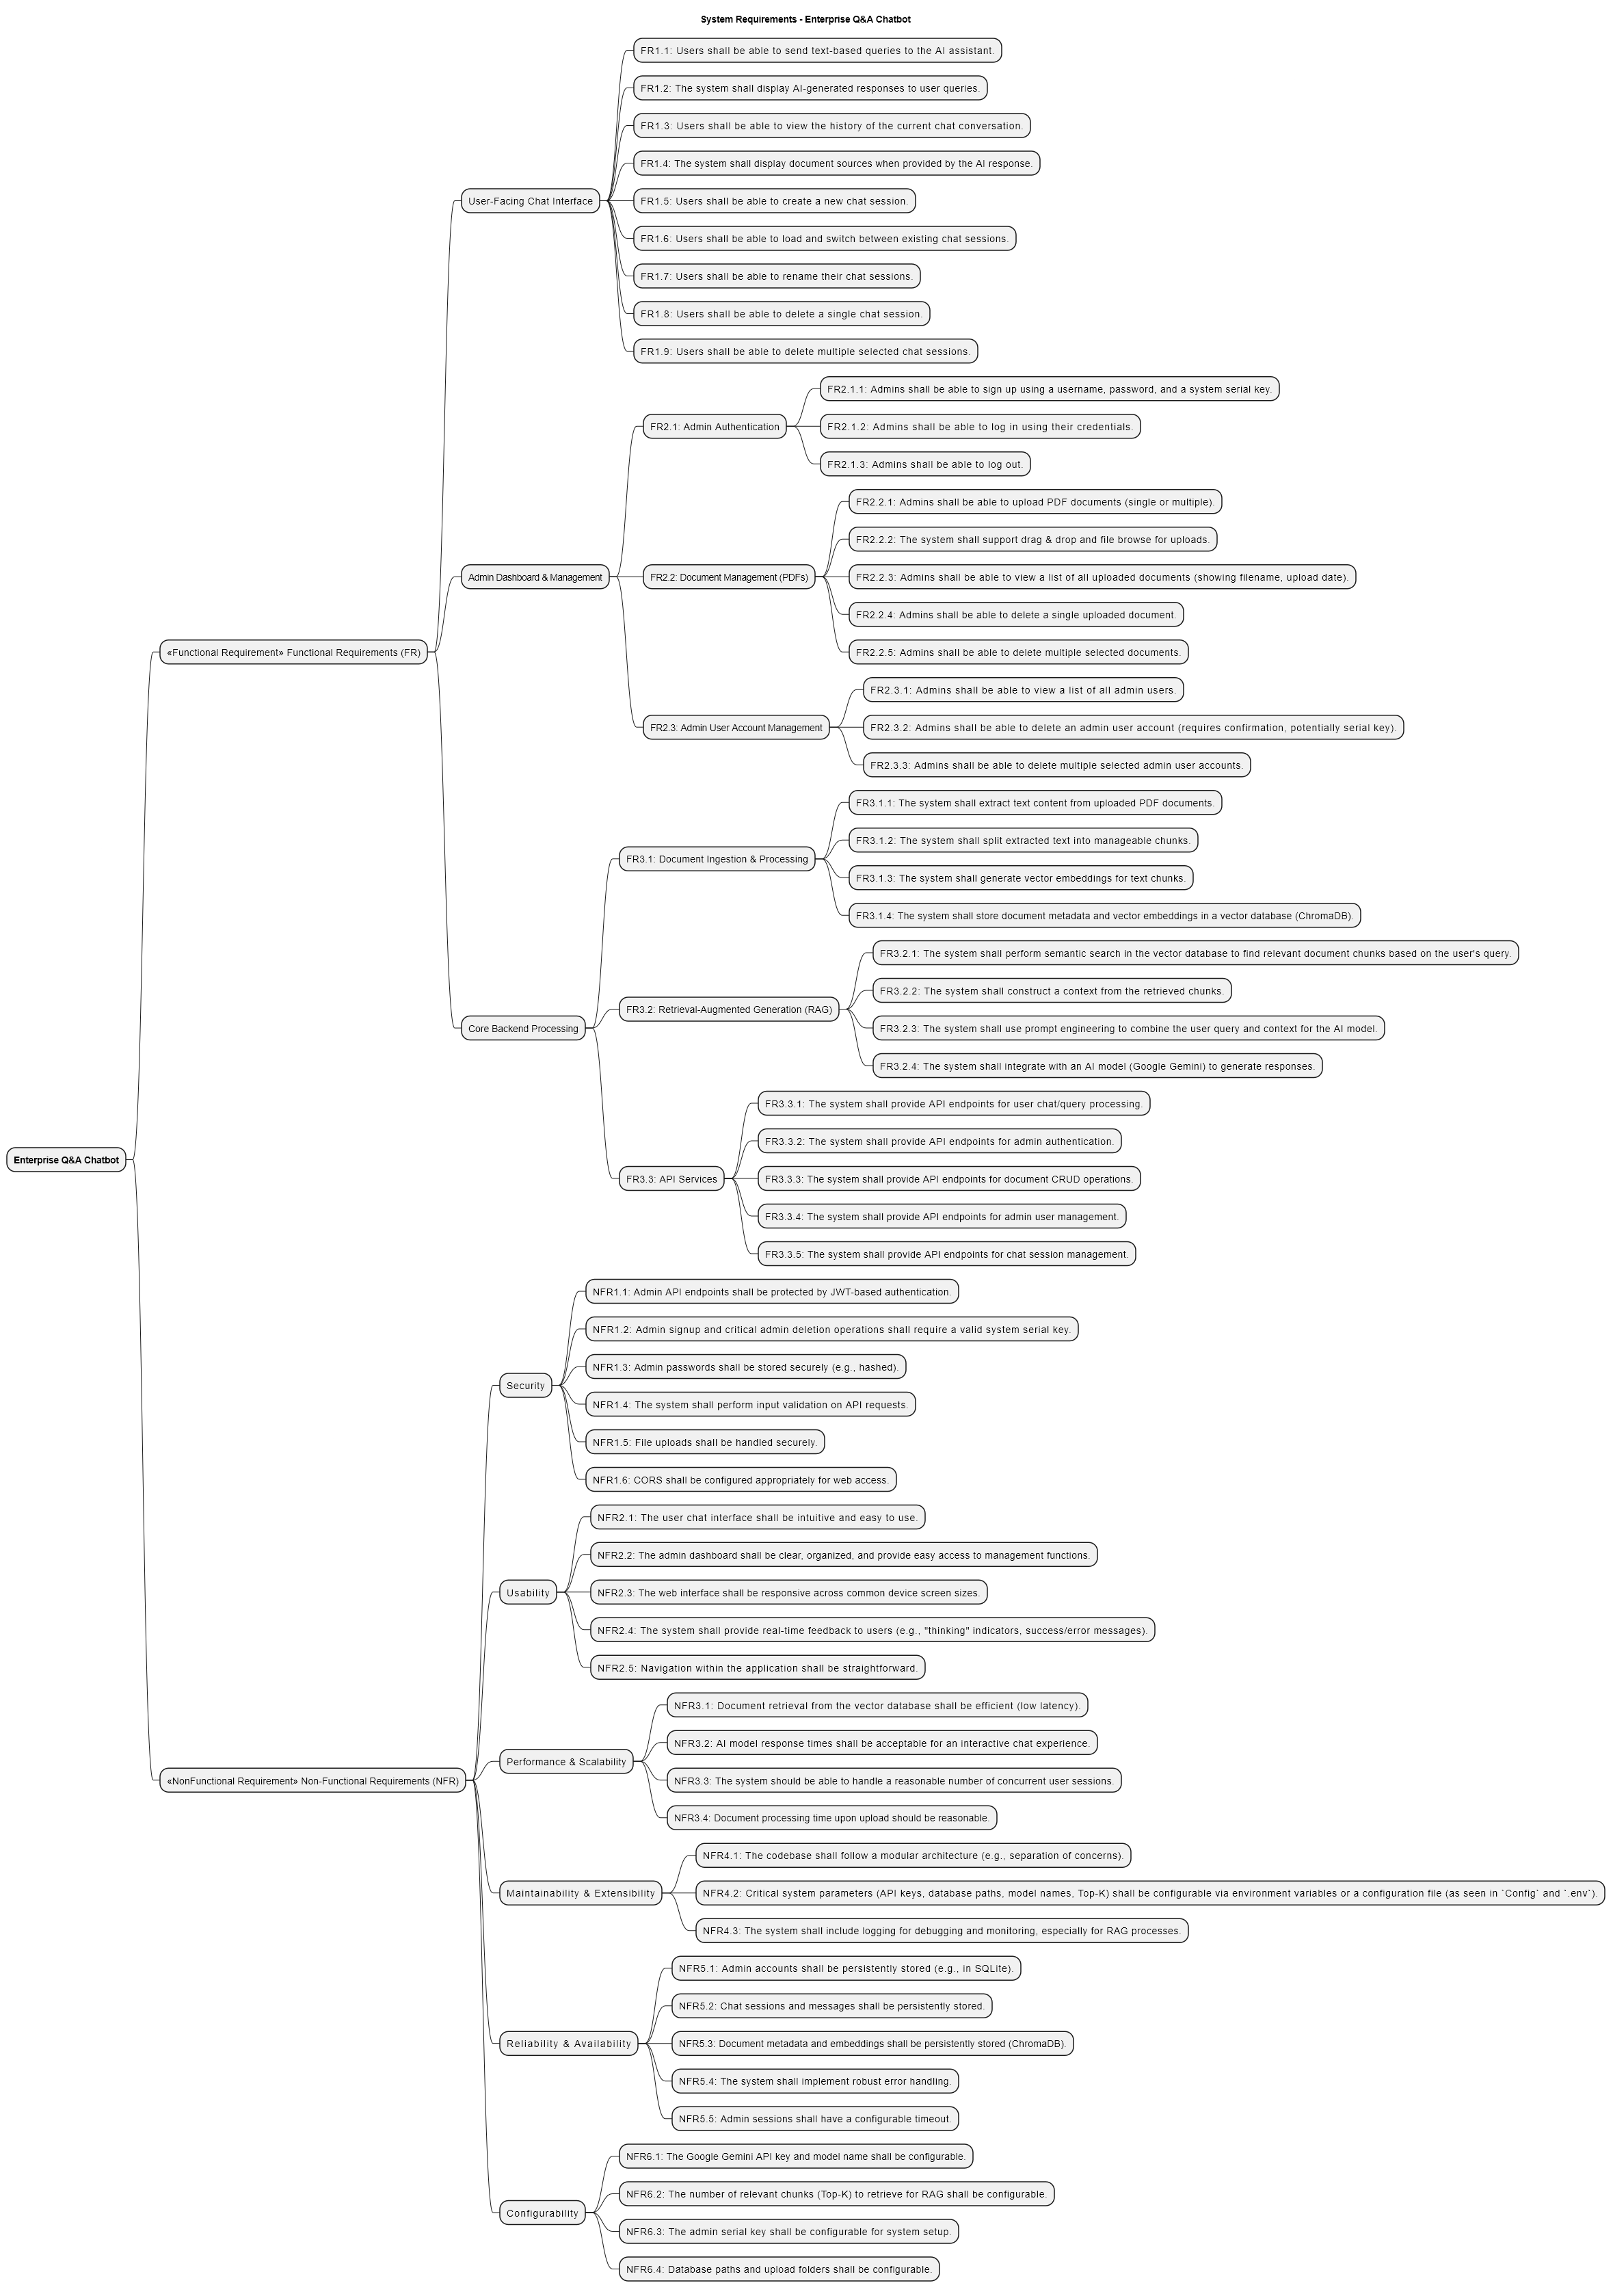 System Requirements - Enterprise Q&A Chatbot
Enterprise Q&A Chatbot
«Functional Requirement» Functional Requirements (FR)
User-Facing Chat Interface
FR1.1: Users shall be able to send text-based queries to the AI assistant.
FR1.2: The system shall display AI-generated responses to user queries.
FR1.3: Users shall be able to view the history of the current chat conversation.
FR1.4: The system shall display document sources when provided by the AI response.
FR1.5: Users shall be able to create a new chat session.
FR1.6: Users shall be able to load and switch between existing chat sessions.
FR1.7: Users shall be able to rename their chat sessions.
FR1.8: Users shall be able to delete a single chat session.
FR1.9: Users shall be able to delete multiple selected chat sessions.
Admin Dashboard & Management
FR2.1: Admin Authentication
FR2.1.1: Admins shall be able to sign up using a username, password, and a system serial key.
FR2.1.2: Admins shall be able to log in using their credentials.
FR2.1.3: Admins shall be able to log out.
FR2.2: Document Management (PDFs)
FR2.2.1: Admins shall be able to upload PDF documents (single or multiple).
FR2.2.2: The system shall support drag & drop and file browse for uploads.
FR2.2.3: Admins shall be able to view a list of all uploaded documents (showing filename, upload date).
FR2.2.4: Admins shall be able to delete a single uploaded document.
FR2.2.5: Admins shall be able to delete multiple selected documents.
FR2.3: Admin User Account Management
FR2.3.1: Admins shall be able to view a list of all admin users.
FR2.3.2: Admins shall be able to delete an admin user account (requires confirmation, potentially serial key).
FR2.3.3: Admins shall be able to delete multiple selected admin user accounts.
Core Backend Processing
FR3.1: Document Ingestion & Processing
FR3.1.1: The system shall extract text content from uploaded PDF documents.
FR3.1.2: The system shall split extracted text into manageable chunks.
FR3.1.3: The system shall generate vector embeddings for text chunks.
FR3.1.4: The system shall store document metadata and vector embeddings in a vector database (ChromaDB).
FR3.2: Retrieval-Augmented Generation (RAG)
FR3.2.1: The system shall perform semantic search in the vector database to find relevant document chunks based on the user's query.
FR3.2.2: The system shall construct a context from the retrieved chunks.
FR3.2.3: The system shall use prompt engineering to combine the user query and context for the AI model.
FR3.2.4: The system shall integrate with an AI model (Google Gemini) to generate responses.
FR3.3: API Services
FR3.3.1: The system shall provide API endpoints for user chat/query processing.
FR3.3.2: The system shall provide API endpoints for admin authentication.
FR3.3.3: The system shall provide API endpoints for document CRUD operations.
FR3.3.4: The system shall provide API endpoints for admin user management.
FR3.3.5: The system shall provide API endpoints for chat session management.
«NonFunctional Requirement» Non-Functional Requirements (NFR)
Security
NFR1.1: Admin API endpoints shall be protected by JWT-based authentication.
NFR1.2: Admin signup and critical admin deletion operations shall require a valid system serial key.
NFR1.3: Admin passwords shall be stored securely (e.g., hashed).
NFR1.4: The system shall perform input validation on API requests.
NFR1.5: File uploads shall be handled securely.
NFR1.6: CORS shall be configured appropriately for web access.
Usability
NFR2.1: The user chat interface shall be intuitive and easy to use.
NFR2.2: The admin dashboard shall be clear, organized, and provide easy access to management functions.
NFR2.3: The web interface shall be responsive across common device screen sizes.
NFR2.4: The system shall provide real-time feedback to users (e.g., "thinking" indicators, success/error messages).
NFR2.5: Navigation within the application shall be straightforward.
Performance & Scalability
NFR3.1: Document retrieval from the vector database shall be efficient (low latency).
NFR3.2: AI model response times shall be acceptable for an interactive chat experience.
NFR3.3: The system should be able to handle a reasonable number of concurrent user sessions.
NFR3.4: Document processing time upon upload should be reasonable.
Maintainability & Extensibility
NFR4.1: The codebase shall follow a modular architecture (e.g., separation of concerns).
NFR4.2: Critical system parameters (API keys, database paths, model names, Top-K) shall be configurable via environment variables or a configuration file (as seen in `Config` and `.env`).
NFR4.3: The system shall include logging for debugging and monitoring, especially for RAG processes.
Reliability & Availability
NFR5.1: Admin accounts shall be persistently stored (e.g., in SQLite).
NFR5.2: Chat sessions and messages shall be persistently stored.
NFR5.3: Document metadata and embeddings shall be persistently stored (ChromaDB).
NFR5.4: The system shall implement robust error handling.
NFR5.5: Admin sessions shall have a configurable timeout.
Configurability
NFR6.1: The Google Gemini API key and model name shall be configurable.
NFR6.2: The number of relevant chunks (Top-K) to retrieve for RAG shall be configurable.
NFR6.3: The admin serial key shall be configurable for system setup.
NFR6.4: Database paths and upload folders shall be configurable.